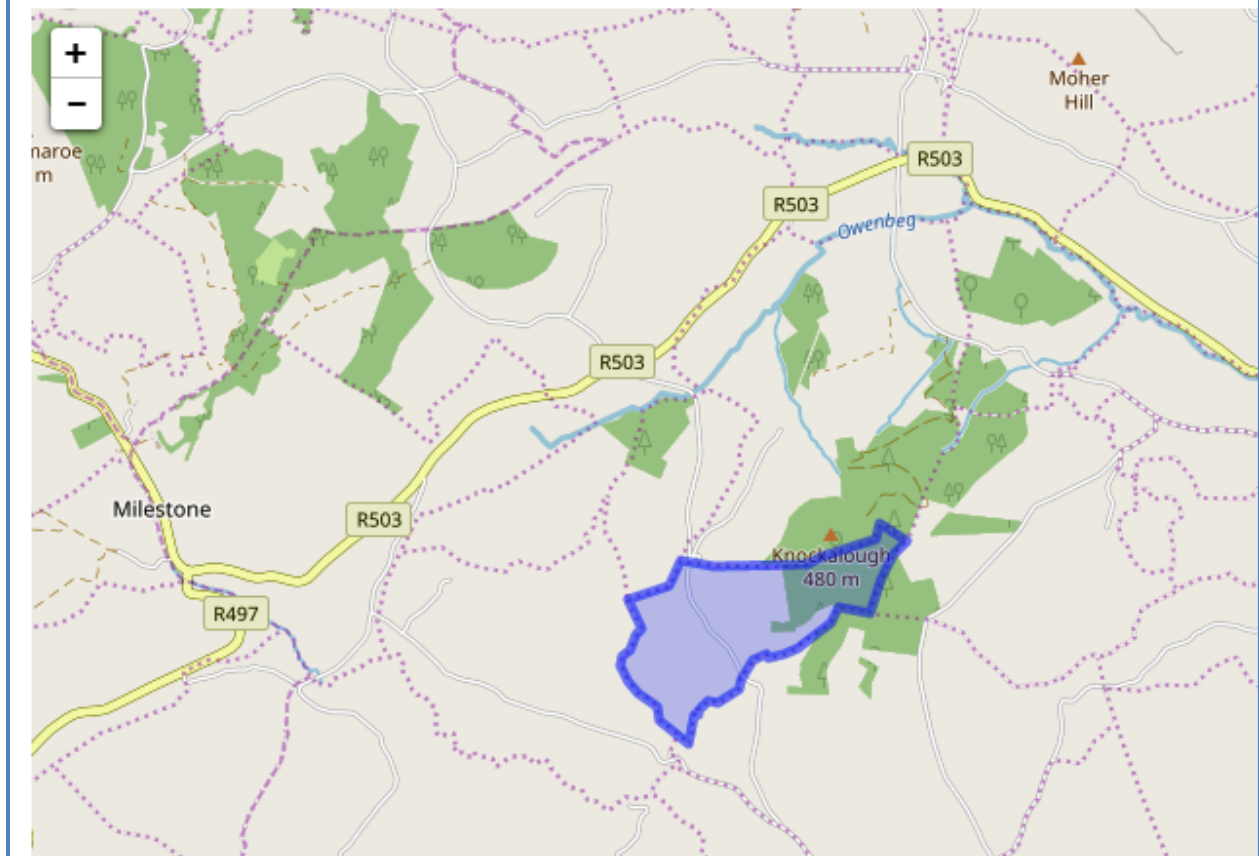 +
−
Moher
Hill
naroe
m
R503
R503
Owenbeg
R503
Milestone
R503
Knockalough
480 m
R497